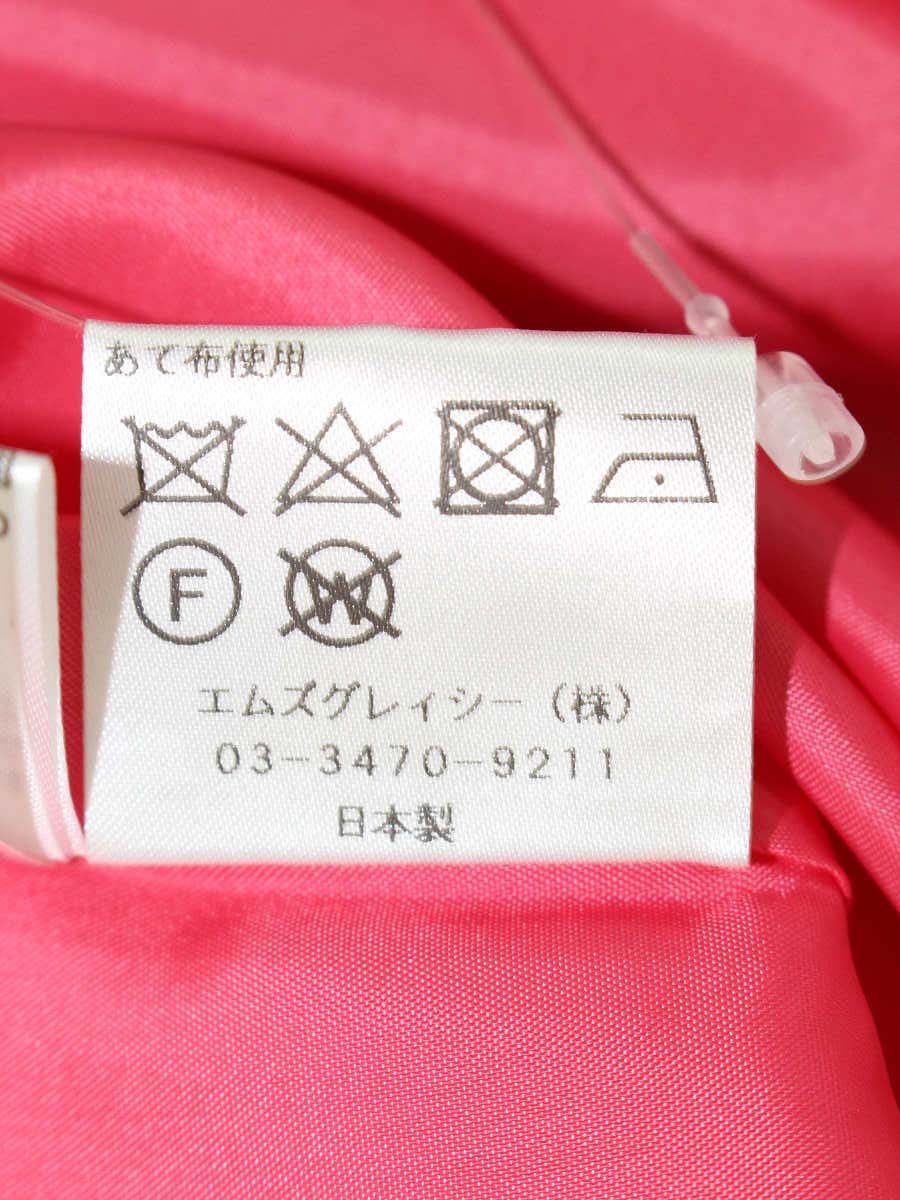 あて布使用
F
W
エムズグレイシー（株）
03-3470-9211
日本製